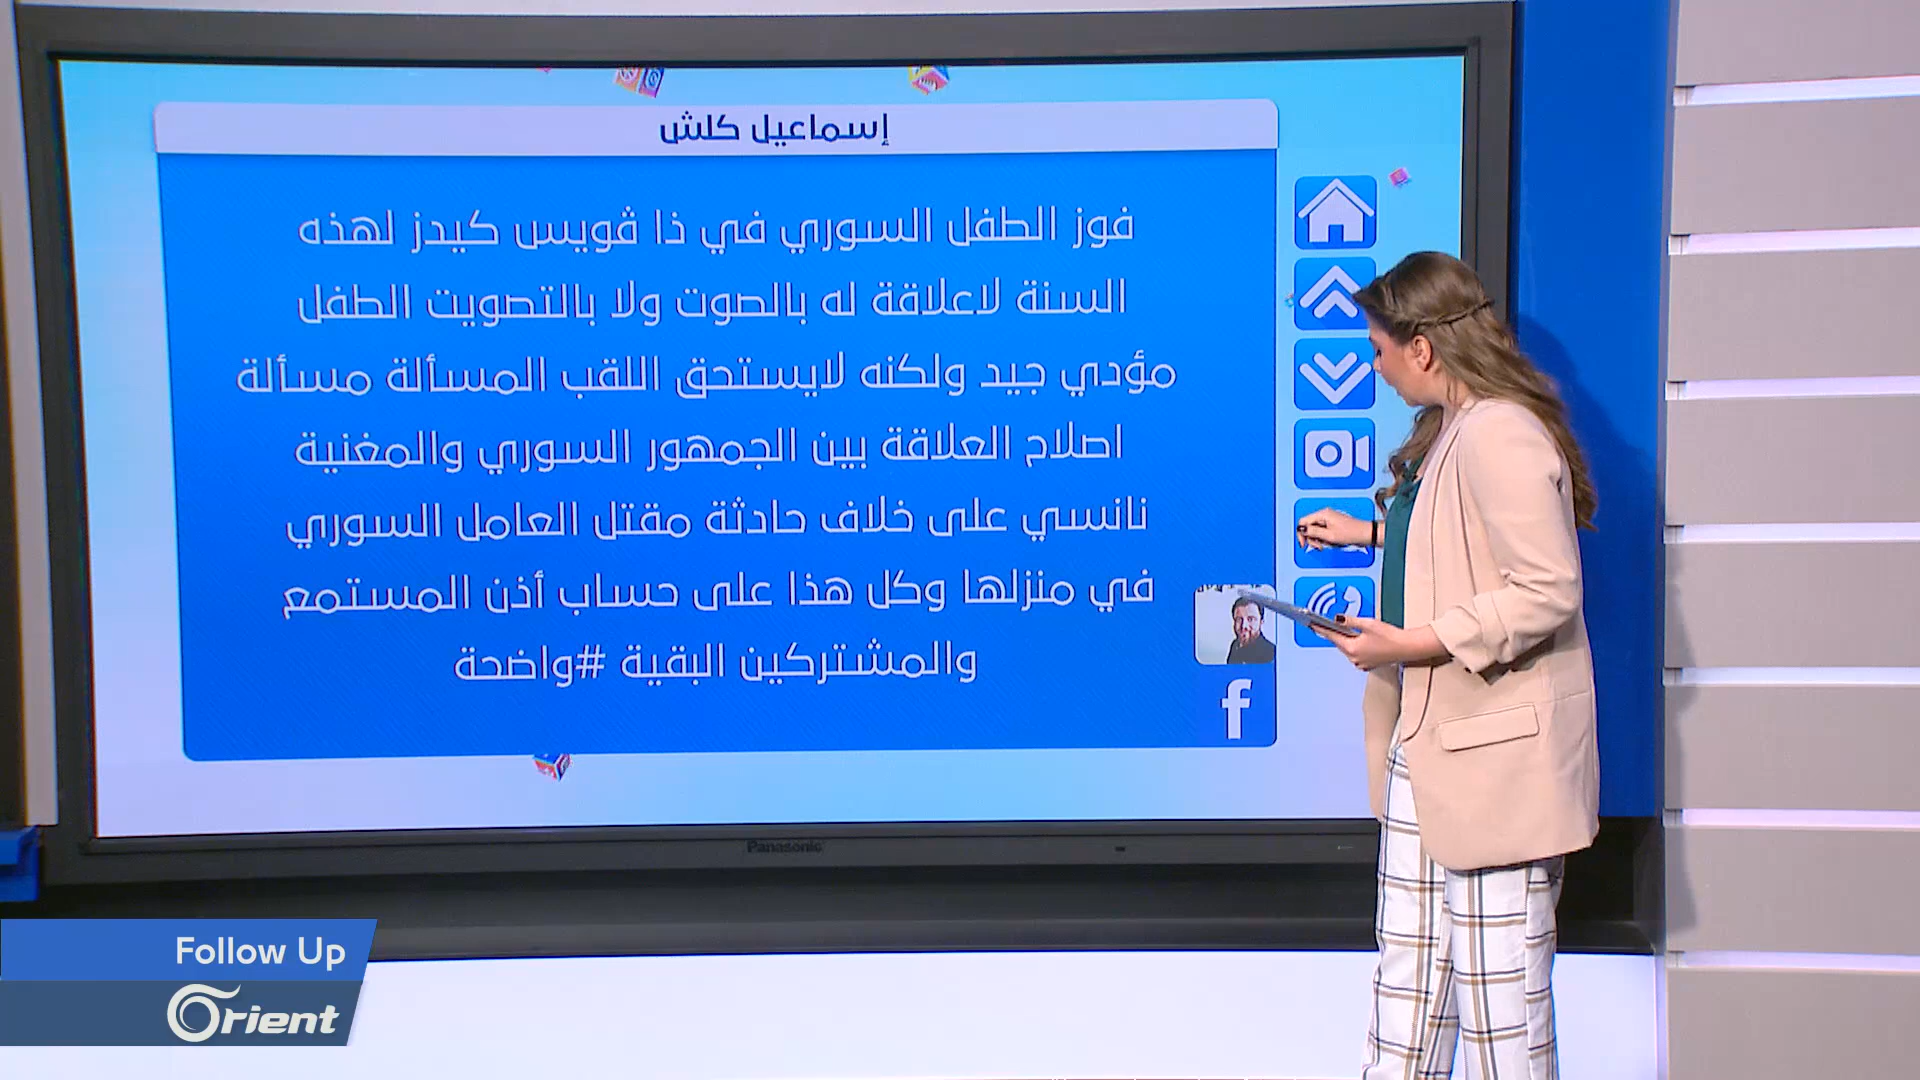 إسماعيل كلش
فوز الطفل السوري في ذا ڤويس كيدز لهذه
السنة لاعلاقة له بالصوت ولا بالتصويت الطفل
مؤدي جيد ولكنه لايستحق اللقب المسألة مسألة
اصلاح العلاقة بين الجمهور السوري والمغنية
نانسي على خلاف حادثة مقتل العامل السوري
في منزلها وكل هذا على حساب أذن المستمع
والمشتركين البقية #واضحة
f
Panasonic
Follow Up
Orient